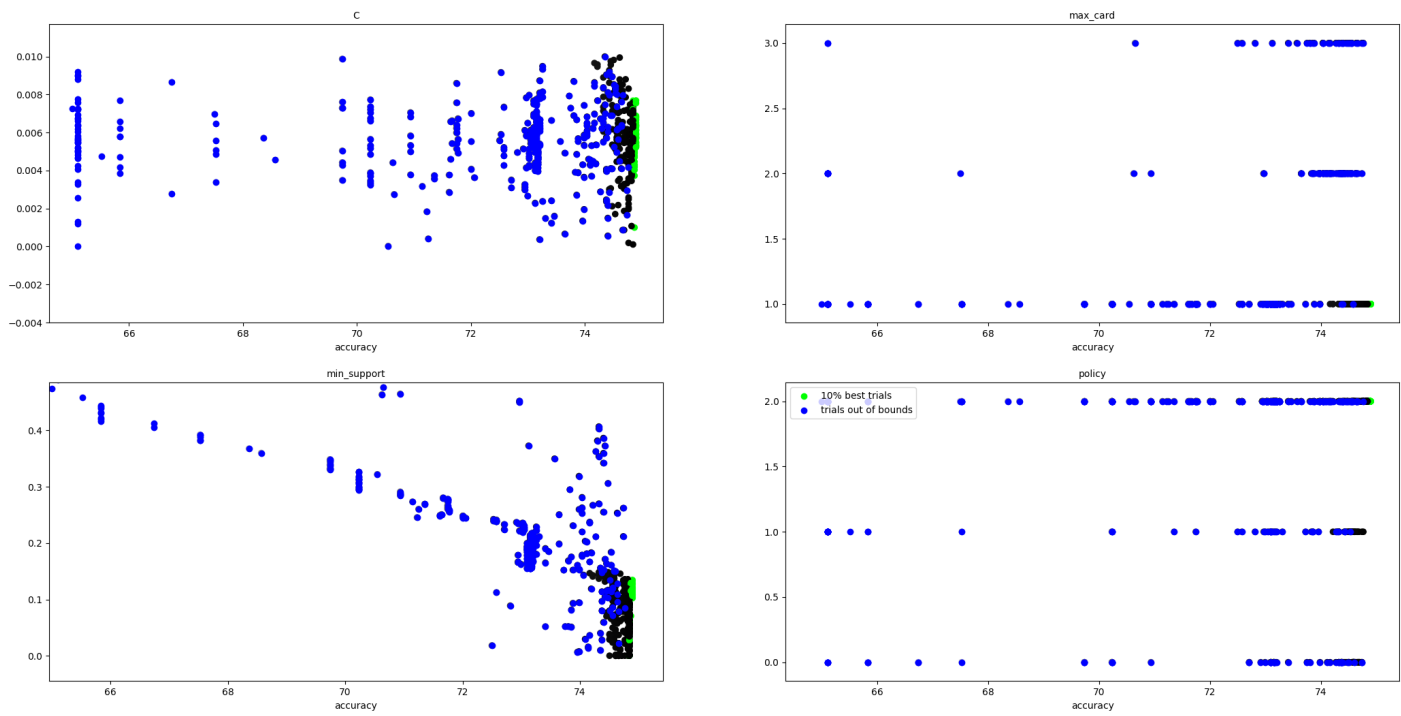 C
0.010
0.008
0.006
0.004
0.002
0.000
−0.002
−0.004
66 68 70 72 74
accuracy
max_card
3.0
2.5
2.0
1.5
1.0
66 68 70 72 74
accuracy
min_support
0.4
0.3
0.2
0.1
0.0
66 68 70 72 74
accuracy
policy
10% best trials
trials out of bounds
2.0
1.5
1.0
0.5
0.0
66 68 70 72 74
accuracy